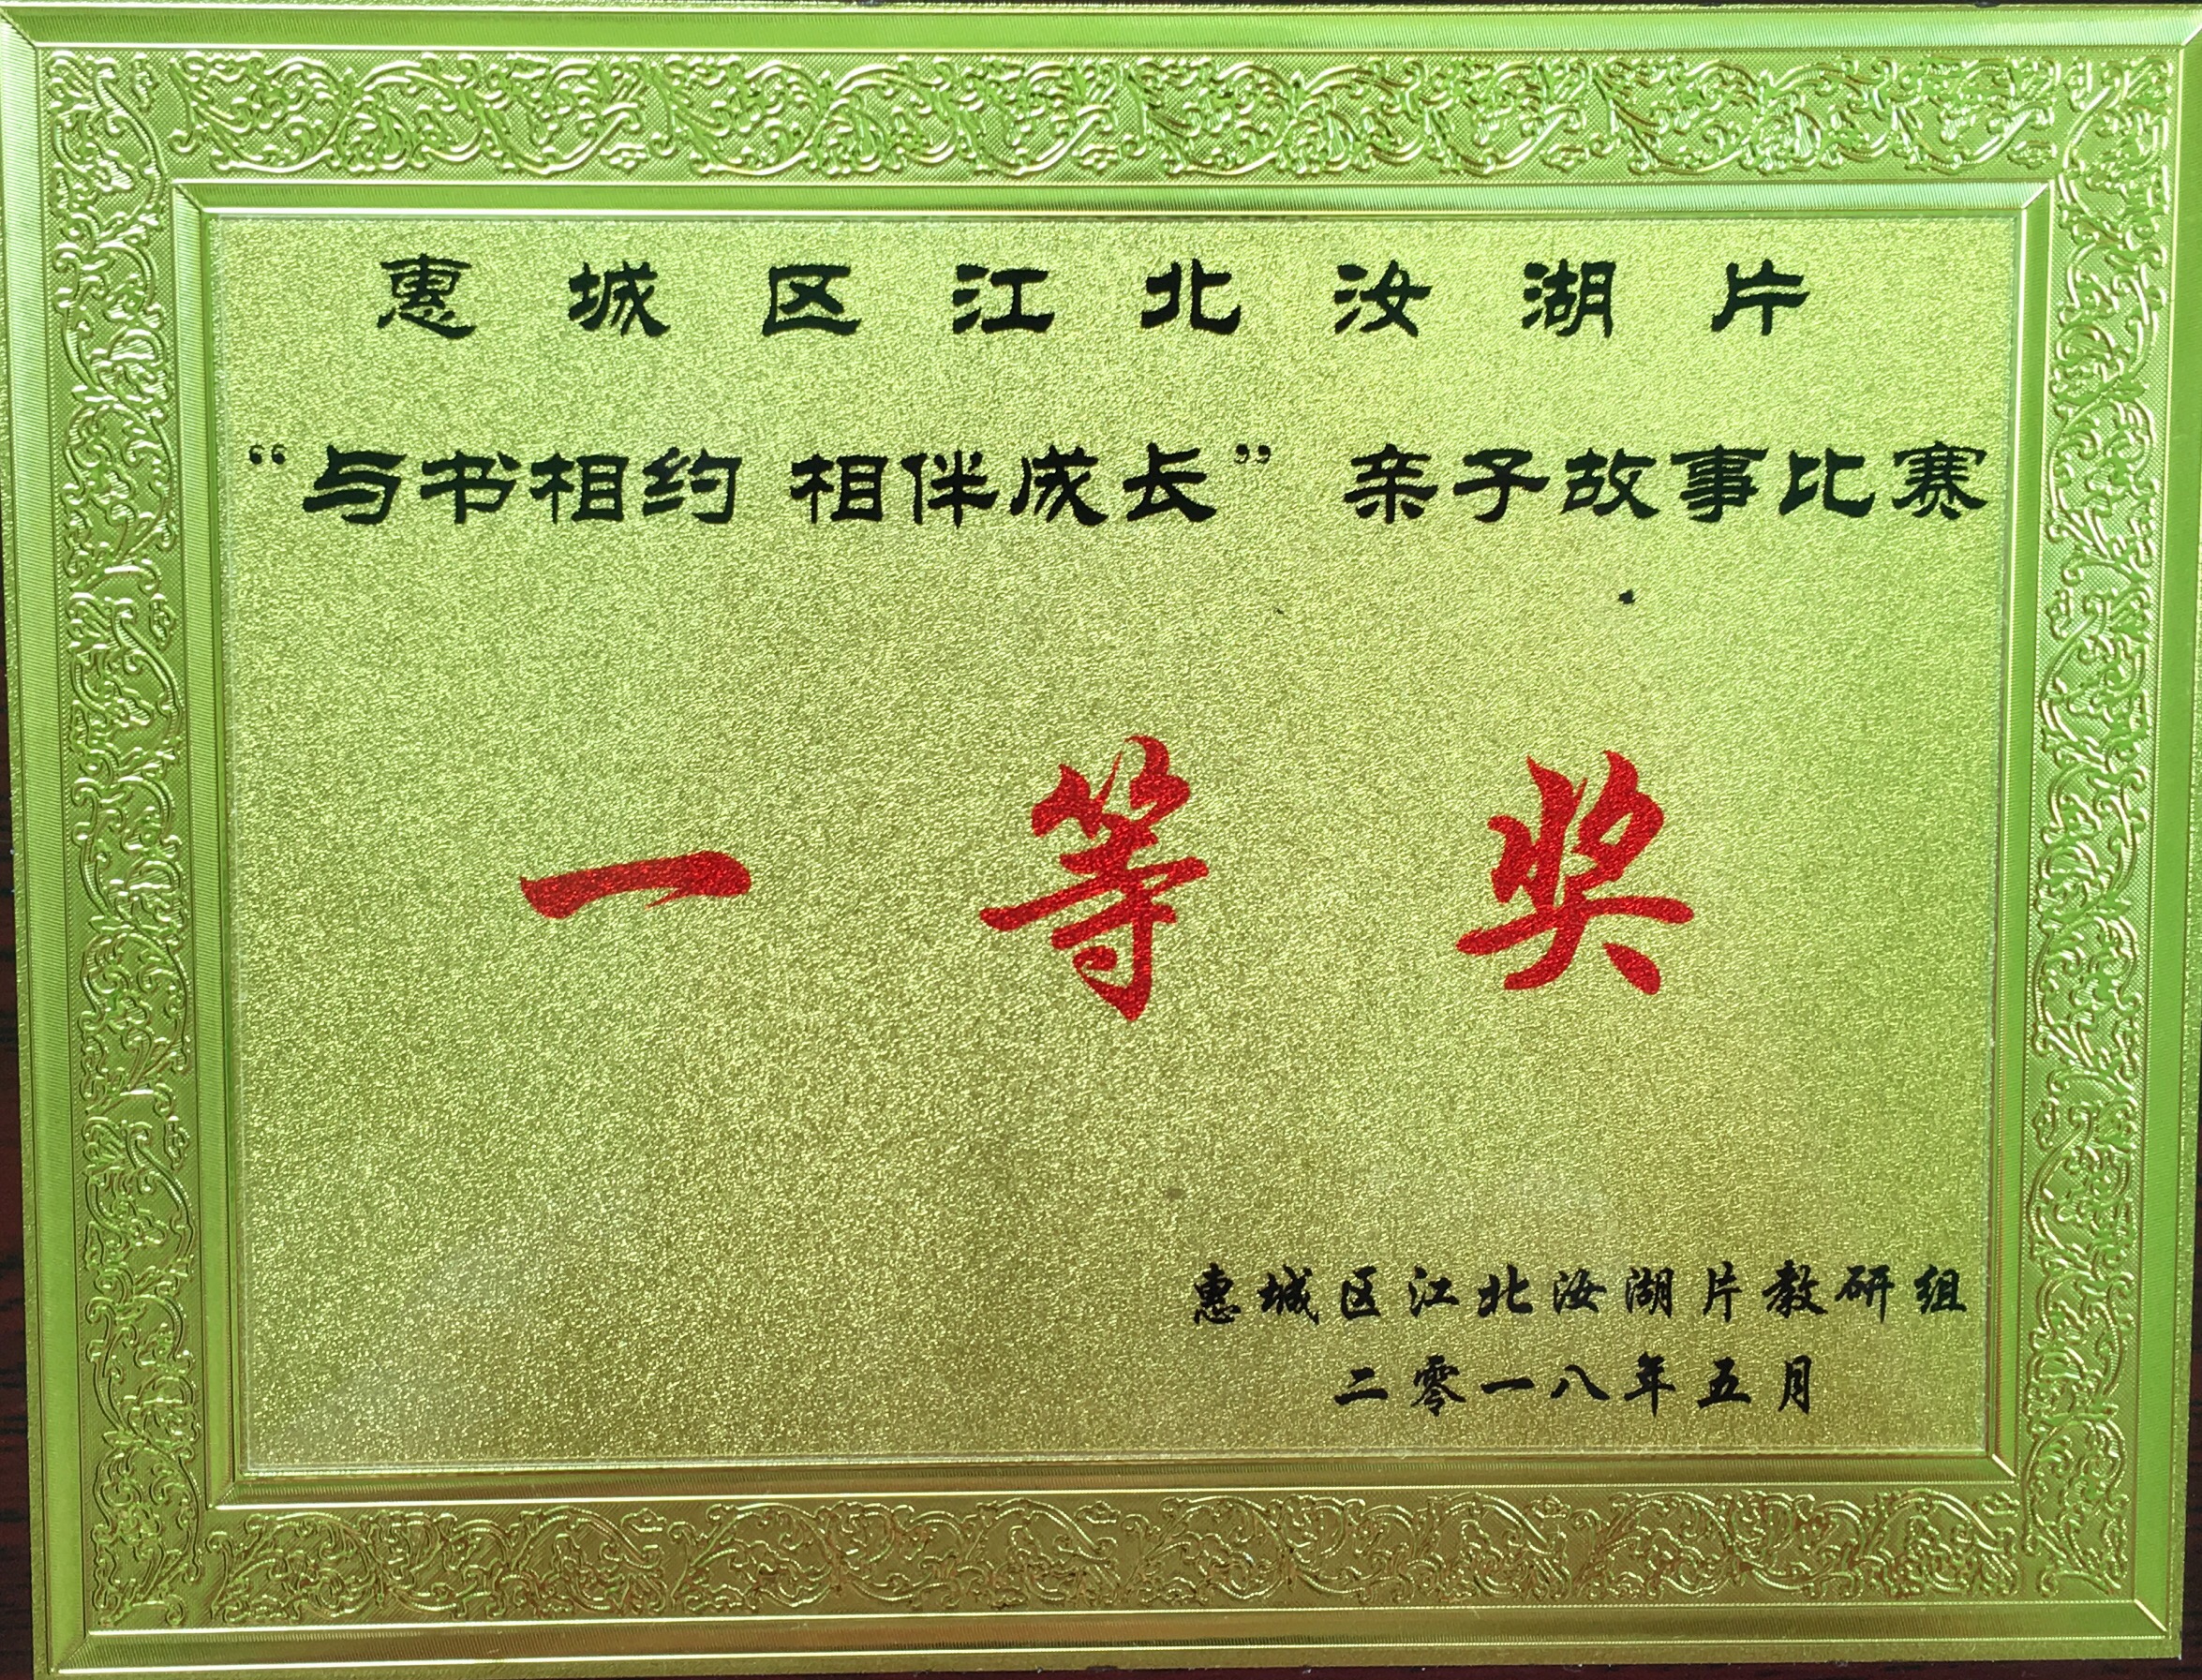 惠城区江北汝湖片
“与书相约 相伴成长” 亲子故事比赛
一等奖
惠城区江北汝湖片教研组
二零一八年五月